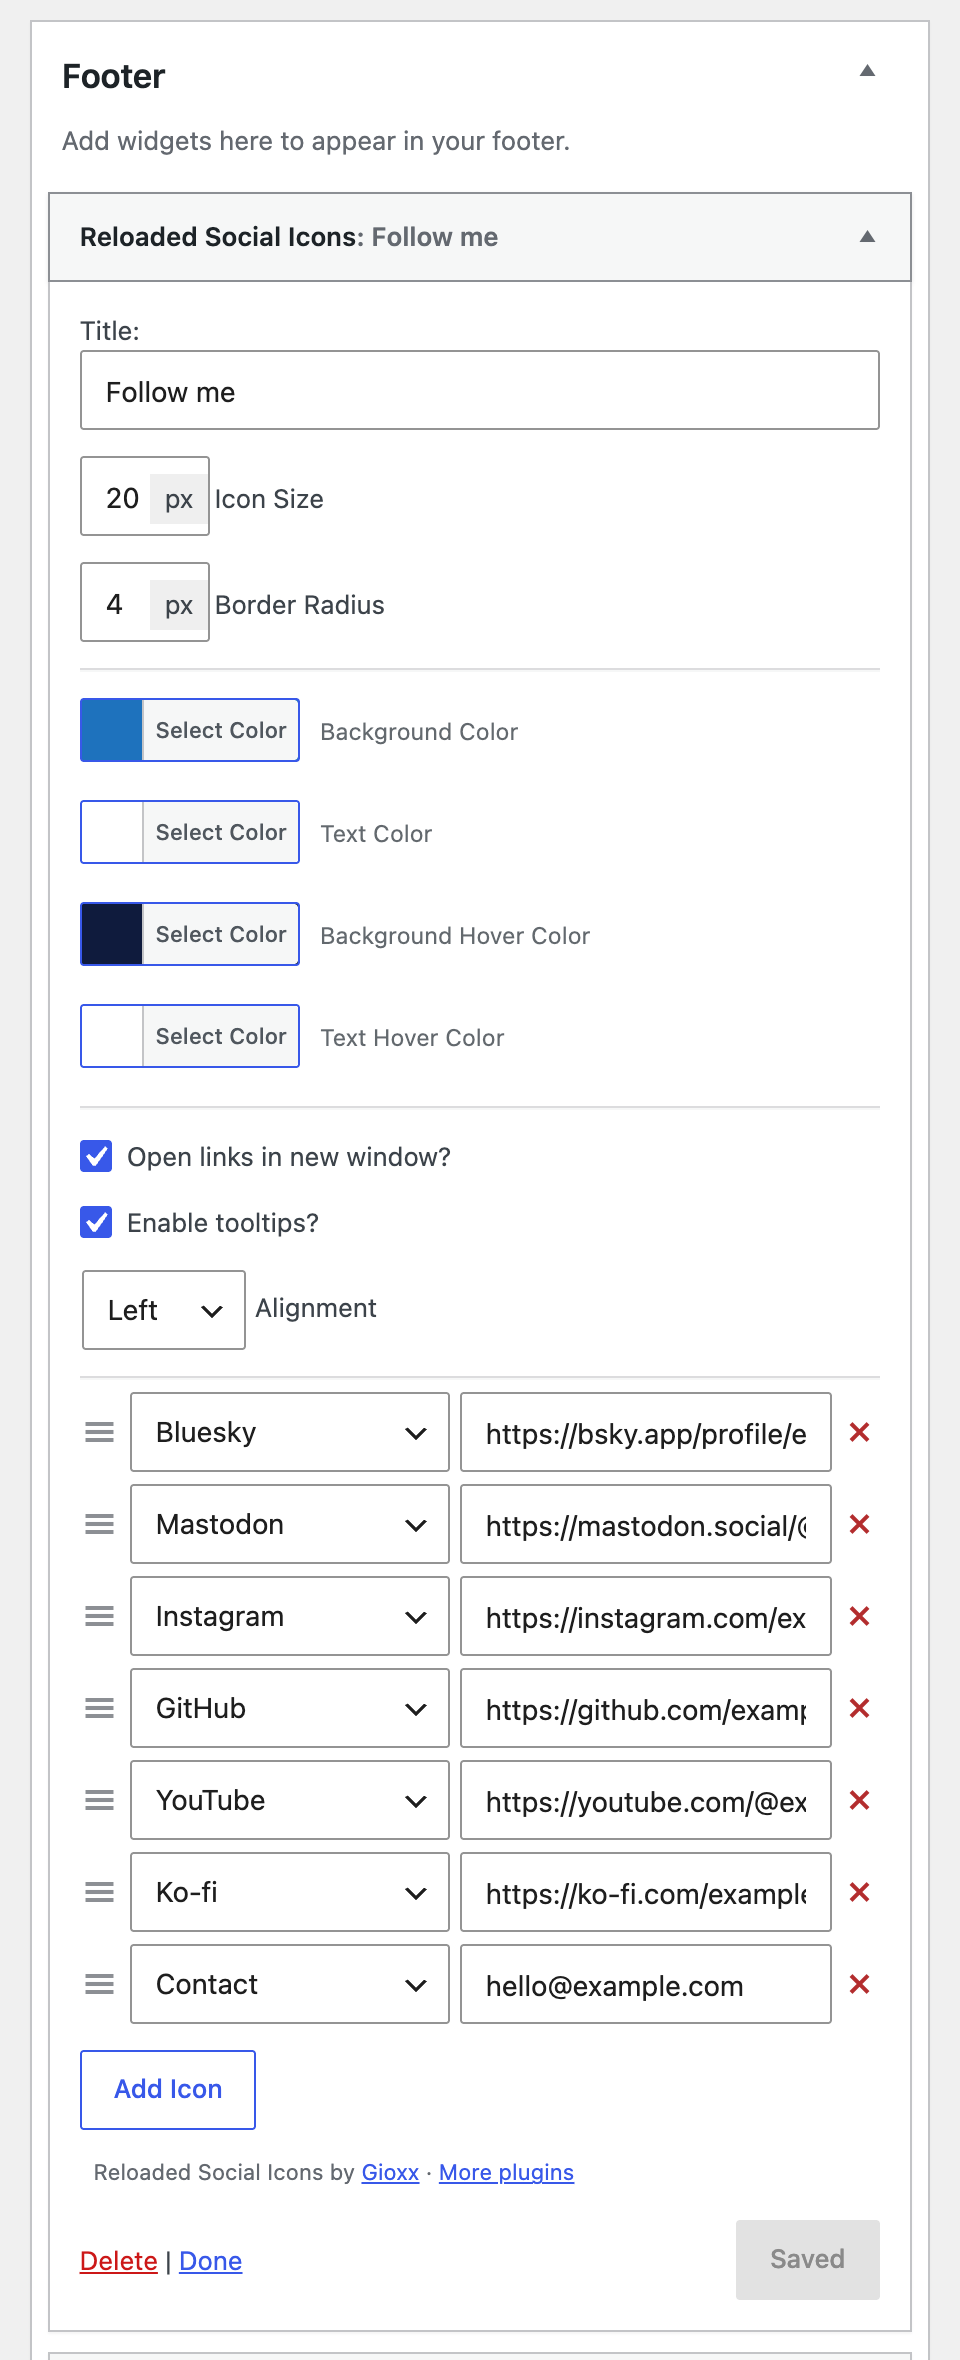 Footer
Add widgets here to appear in your footer.
Reloaded Social Icons: Follow me
Title:
Follow me
20 px Icon Size
4 px Border Radius
Select Color Background Color
Select Color Text Color
Select Color Background Hover Color
Select Color Text Hover Color
Open links in new window?
Enable tooltips?
Left Alignment
Bluesky https://bsky.app/profile/e
Mastodon https://mastodon.social/@
Instagram https://instagram.com/ex
GitHub https://github.com/examp
YouTube https://youtube.com/@ex
Ko-fi https://ko-fi.com/example
Contact hello@example.com
Add Icon
Reloaded Social Icons by Gioxx · More plugins
Delete | Done
Saved